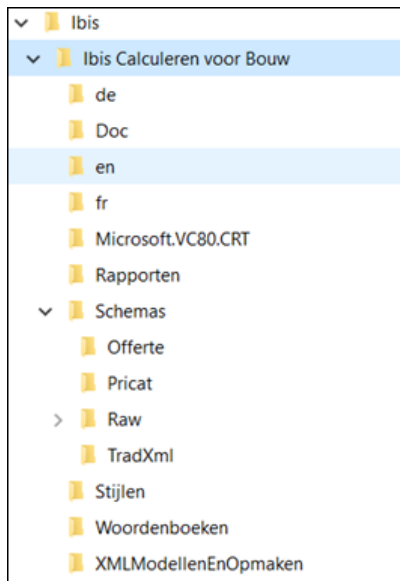 Ibis
Ibis Calculeren voor Bouw
de
Doc
en
fr
Microsoft.VC80.CRT
Rapporten
Schemas
Offerte
Pricat
Raw
TradXml
Stijlen
Woordenboeken
XMLModellenEnOpmaken